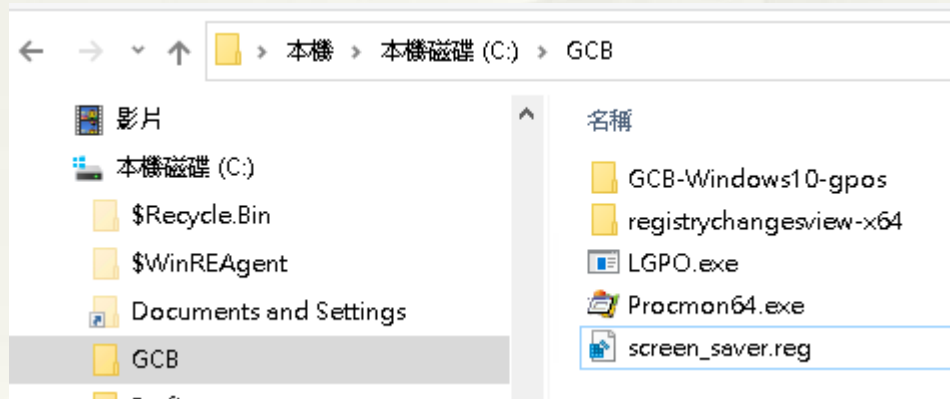 本機 > 本機磁碟 (C:) > GCB
影片
本機磁碟 (C:)
$Recycle.Bin
$WinREAgent
Documents and Settings
GCB
名稱
GCB-Windows10-gpos
registrychangesview-x64
LGPO.exe
Procmon64.exe
screen_saver.reg